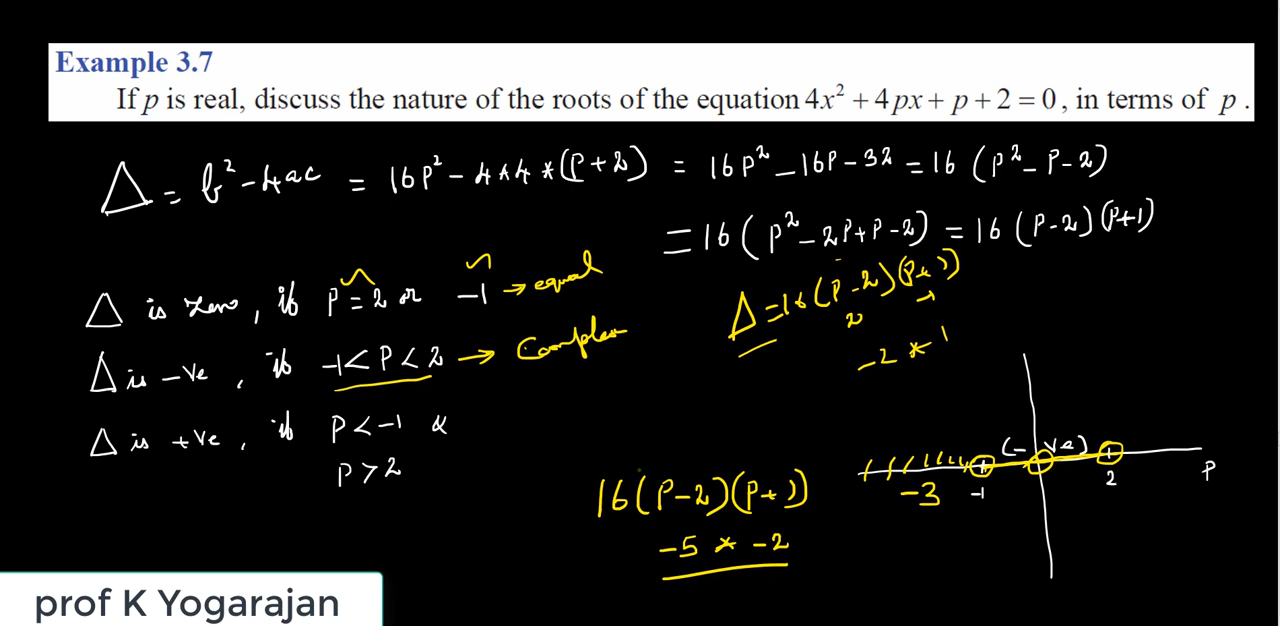 Example 3.7
If p is real, discuss the nature of the roots of the equation 4x² + 4px + p + 2 = 0, in terms of p.
Δ = b² - 4ac = 16P² - 4*4*(P+2) = 16P² - 16P - 32 = 16(P² - P - 2)
= 16(P² - 2P + P - 2) = 16(P-2)(P+1)
Δ is zero, if P = 2 or -1 → equal
Δ = 16(P-2)(P+1)
-2 * 1
Δ is -ve, if -1 < P < 2 → Complex
Δ is +ve, if P < -1 &
P > 2
(-ve)
-3 -1 2 P
16(P-2)(P+1)
-5 * -2
prof K Yogarajan